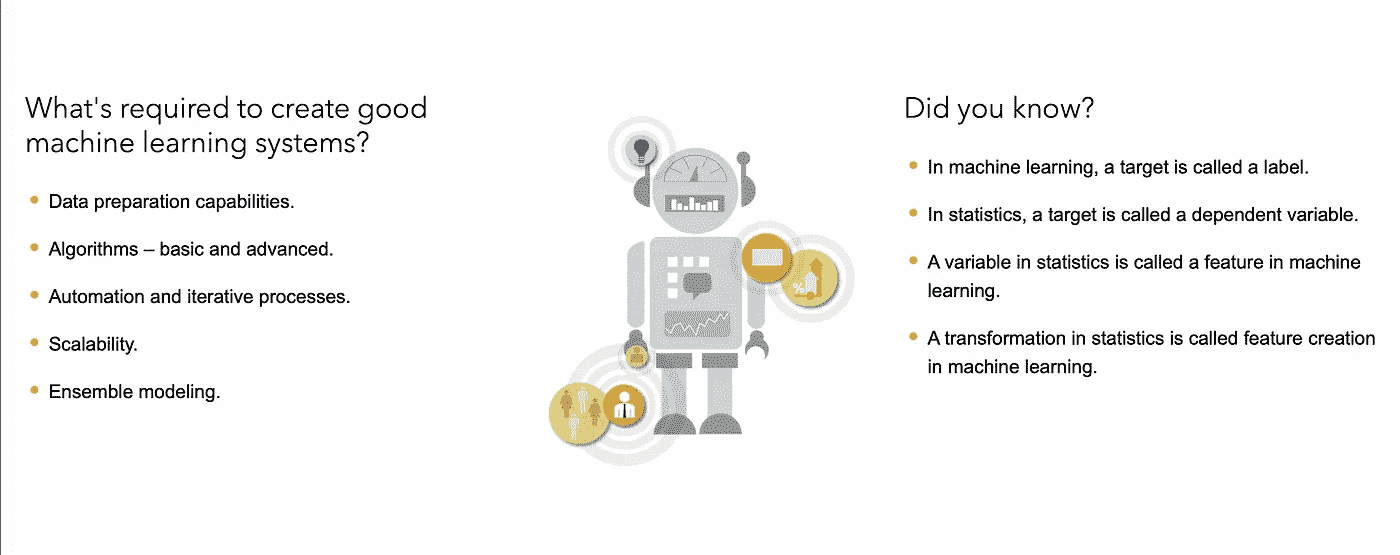 What's required to create good
machine learning systems?
• Data preparation capabilities.
• Algorithms – basic and advanced.
• Automation and iterative processes.
• Scalability.
• Ensemble modeling.
%
Did you know?
• In machine learning, a target is called a label.
• In statistics, a target is called a dependent variable.
• A variable in statistics is called a feature in machine
learning.
• A transformation in statistics is called feature creation
in machine learning.